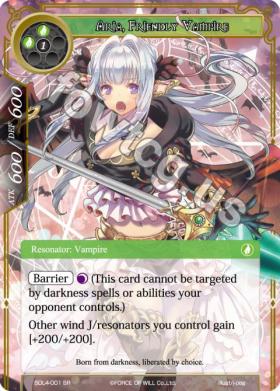 Aria, Friendly Vampire
1
ATK 600 / DEF 600
Resonator: Vampire
Barrier (This card cannot be targeted
by darkness spells or abilities your
opponent controls.)
Other wind J/resonators you control gain
[+200/+200].
Born from darkness, liberated by chaos.
SDL4-001 SR
©FORCE OF WILL Co.,Ltd.